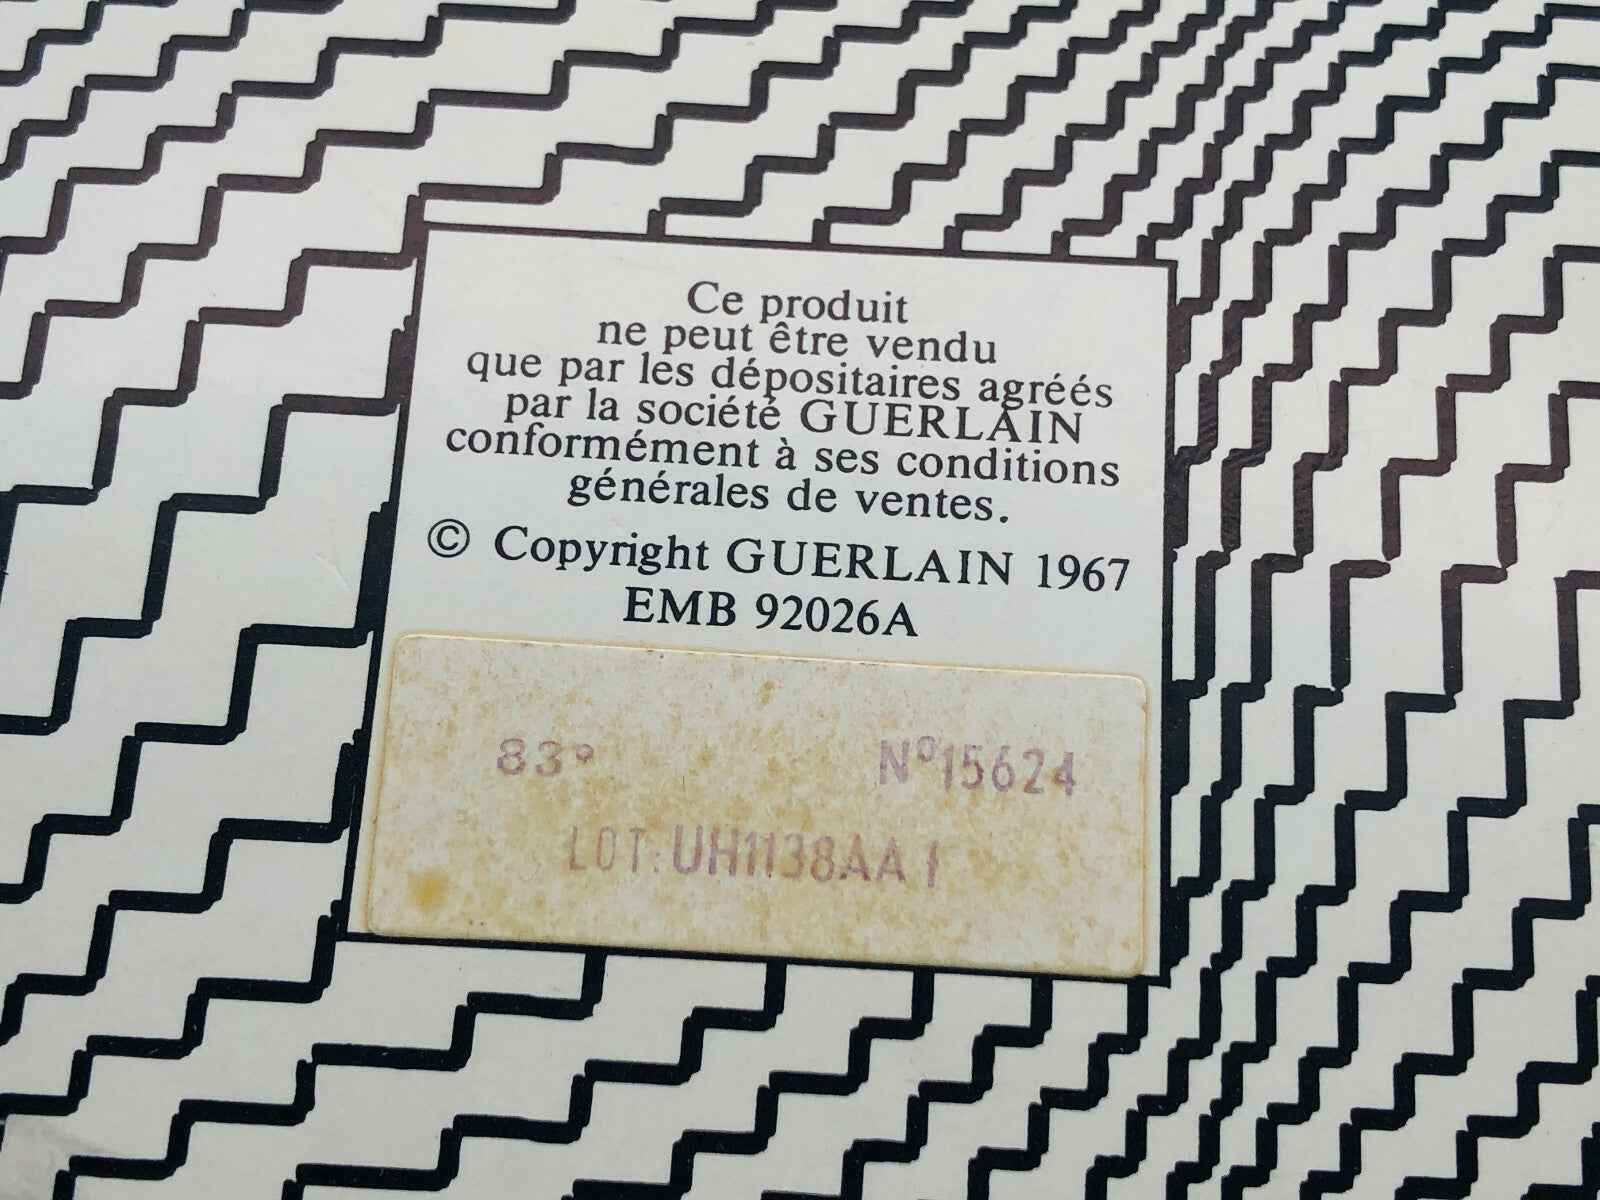 Ce produit
ne peut être vendu
que par les dépositaires agréés
par la société GUERLAIN
conformément à ses conditions
générales de ventes.
© Copyright GUERLAIN 1967
EMB 92026A
83° Nº15624
LOT:UH1138AA1